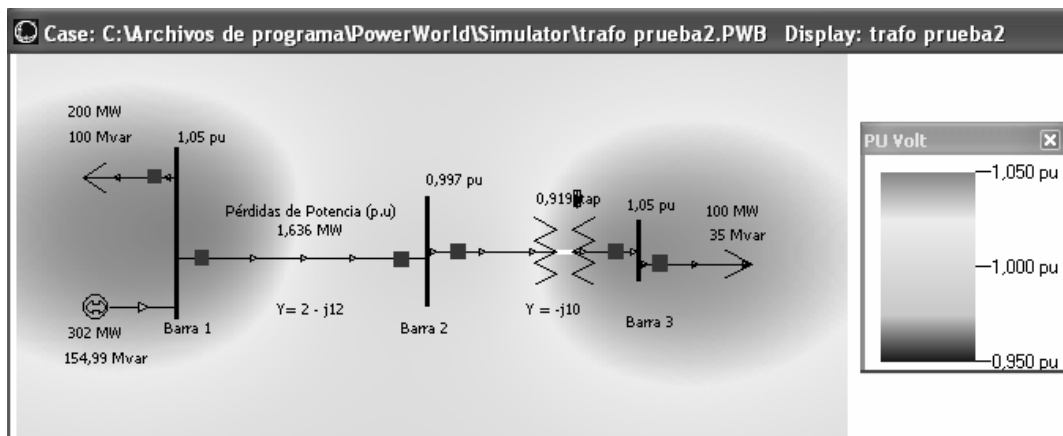 Case: C:\Archivos de programa\PowerWorld\Simulator\trafo prueba2.PWB Display: trafo prueba2
200 MW
100 Mvar
1,05 pu
0,997 pu
Pérdidas de Potencia (p.u)
1,636 MW
0,919 tap
1,05 pu
100 MW
35 Mvar
Y= 2 - j12
Y = -j10
Barra 1
Barra 2
Barra 3
302 MW
154,99 Mvar
PU Volt
1,050 pu
1,000 pu
0,950 pu